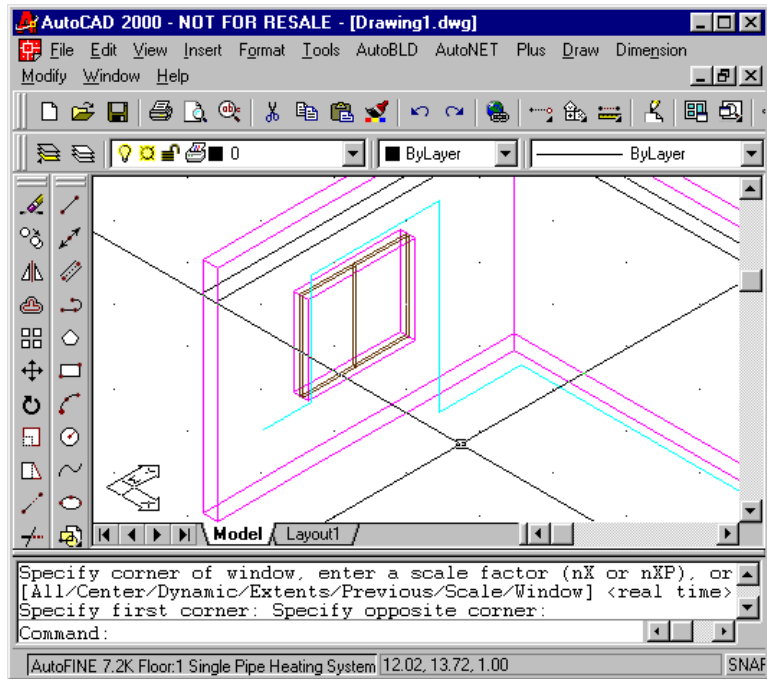 AutoCAD 2000 - NOT FOR RESALE - [Drawing1.dwg]
File Edit View Insert Format Tools AutoBLD AutoNET Plus Draw Dimension
Modify Window Help
0 ByLayer ByLayer
Model Layout1
Specify corner of window, enter a scale factor (nX or nXP), or
[All/Center/Dynamic/Extents/Previous/Scale/Window] <real time>
Specify first corner: Specify opposite corner:
Command:
AutoFINE 7.2K Floor:1 Single Pipe Heating System 12.02, 13.72, 1.00 SNAP